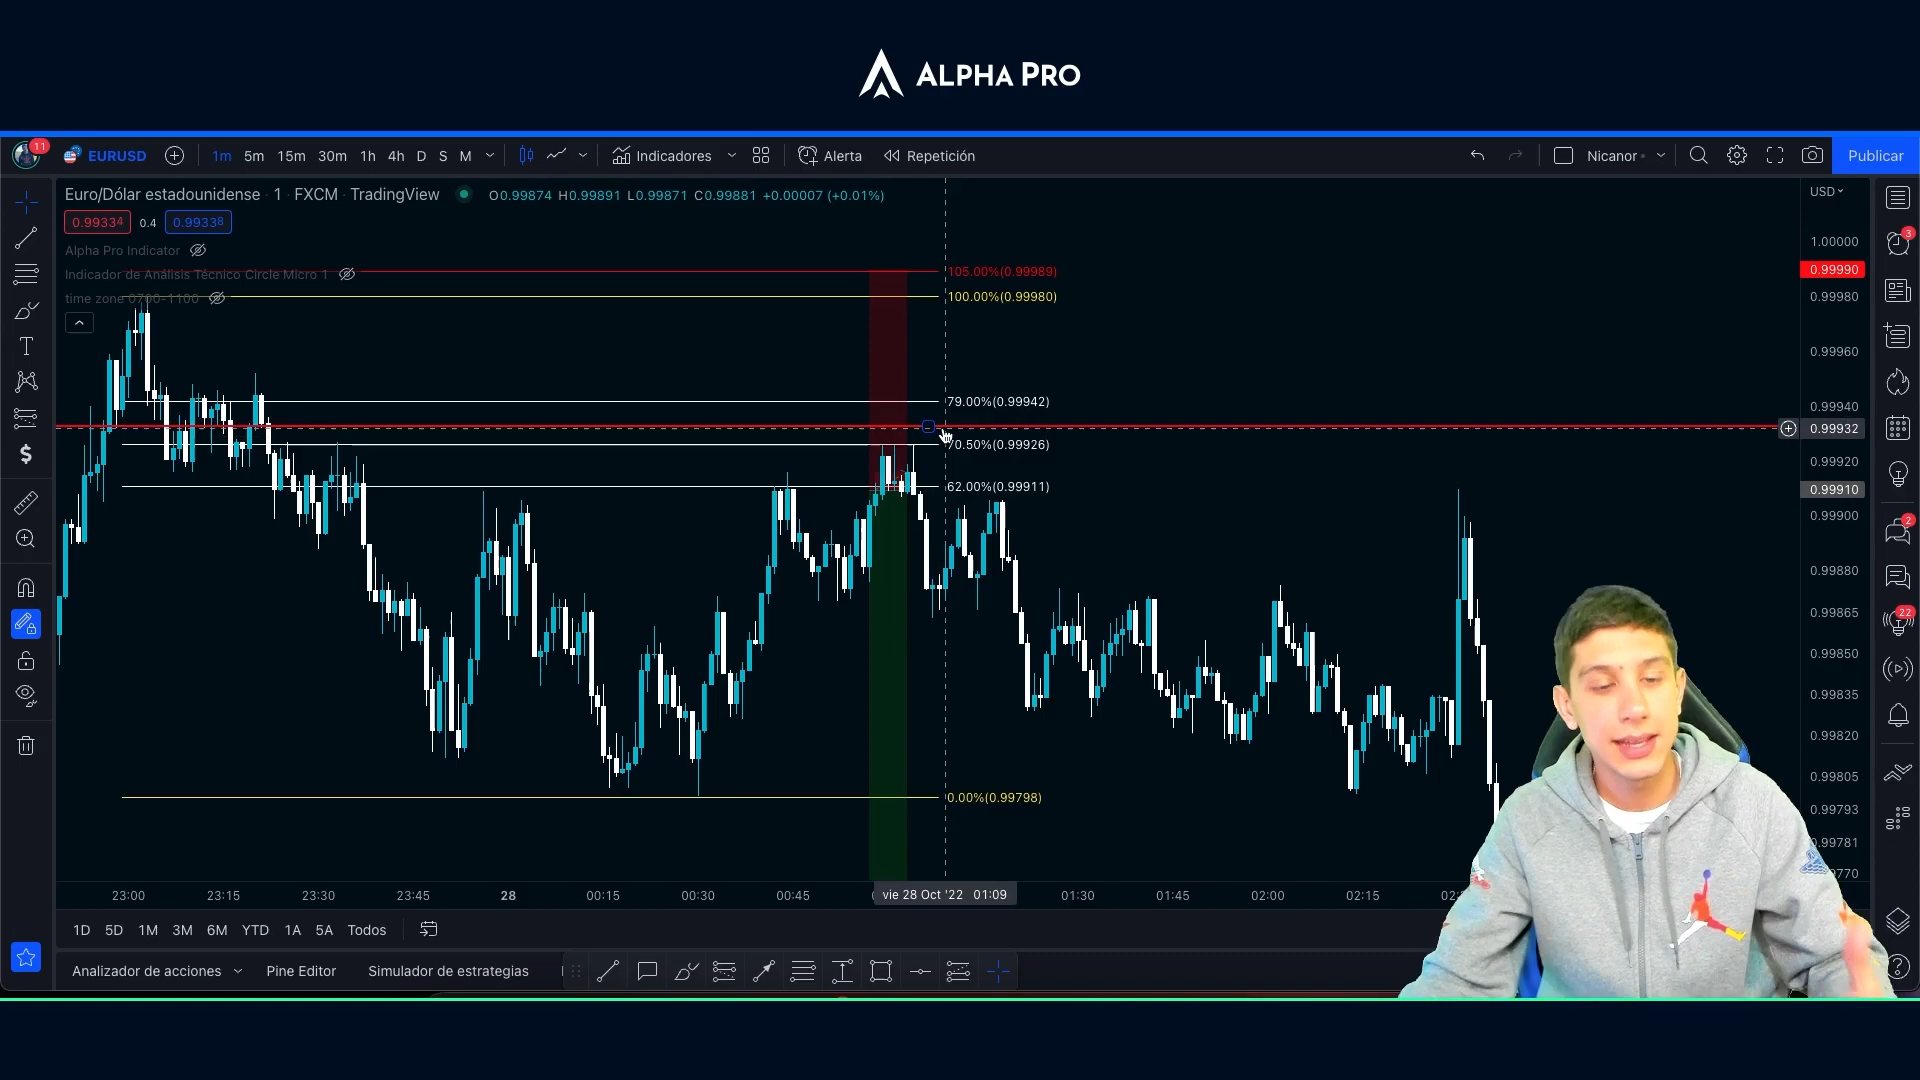 ALPHA PRO
11
EURUSD
1m 5m 15m 30m 1h 4h D S M
Indicadores
Alerta
Repetición
Nicanor
Publicar
Euro/Dólar estadounidense · 1 · FXCM · TradingView
O0.99874 H0.99891 L0.99871 C0.99881 +0.00007 (+0.01%)
USD
0.99334 0.4 0.99338
Alpha Pro Indicator
Indicador de Análisis Técnico Circle Micro 1
time zone 0700-1100
105.00%(0.99989)
100.00%(0.99980)
79.00%(0.99942)
70.50%(0.99926)
62.00%(0.99911)
0.00%(0.99798)
1.00000
0.99990
0.99980
0.99960
0.99940
0.99932
0.99920
0.99910
0.99900
0.99880
0.99865
0.99850
0.99835
0.99820
0.99805
0.99793
0.99781
3
2
22
23:00 23:15 23:30 23:45 28 00:15 00:30 00:45 vie 28 Oct '22 01:09 01:30 01:45 02:00 02:15
1D 5D 1M 3M 6M YTD 1A 5A Todos
Analizador de acciones
Pine Editor
Simulador de estrategias